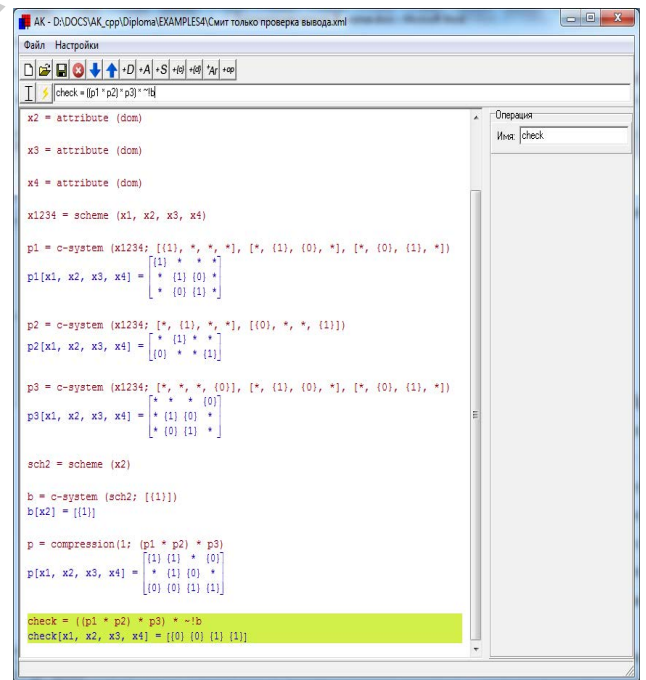 АК - D:\DOCS\AK_cpp\Diploma\EXAMPLES4\Смит только проверка вывода.xml
Файл Настройки
+D +A +S +(c) +(d) *Ar +op
check = ((p1 * p2) * p3) * ~!b
Операция
Имя: check
x2 = attribute (dom)
x3 = attribute (dom)
x4 = attribute (dom)
x1234 = scheme (x1, x2, x3, x4)
p1 = c-system (x1234; [{1}, *, *, *], [*, {1}, {0}, *], [*, {0}, {1}, *])
[{1} * * *
p1[x1, x2, x3, x4] = * {1} {0} *
* {0} {1} *]
p2 = c-system (x1234; [*, {1}, *, *], [{0}, *, *, {1}])
p2[x1, x2, x3, x4] = [ * {1} * *
{0} * * {1}]
p3 = c-system (x1234; [*, *, *, {0}], [*, {1}, {0}, *], [*, {0}, {1}, *])
[* * * {0}
p3[x1, x2, x3, x4] = * {1} {0} *
* {0} {1} *]
sch2 = scheme (x2)
b = c-system (sch2; [{1}])
b[x2] = [{1}]
p = compression(1; (p1 * p2) * p3)
[{1} {1} * {0}
p[x1, x2, x3, x4] = * {1} {0} *
{0} {0} {1} {1}]
check = ((p1 * p2) * p3) * ~!b
check[x1, x2, x3, x4] = [{0} {0} {1} {1}]